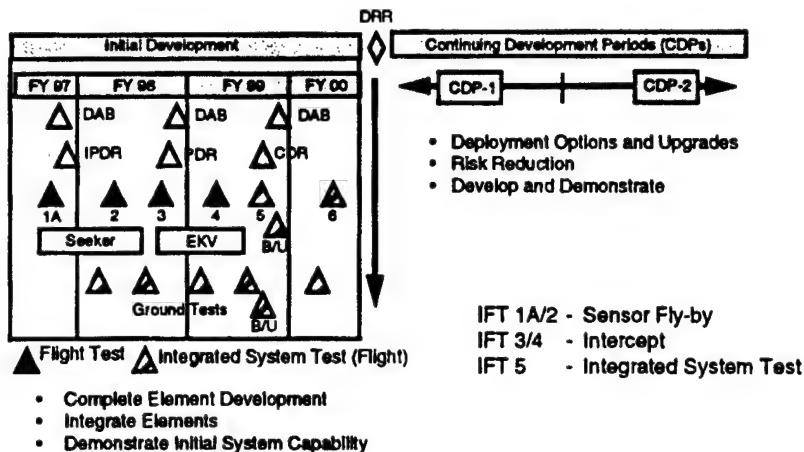 DRR
Initial Development
Continuing Development Periods (CDPs)
FY 97 FY 98 FY 99 FY 00
CDP-1 CDP-2
DAB DAB DAB
IPDR PDR CDR
1A 2 3 4 5 6
B/U
Seeker EKV
Ground Tests
B/U
Flight Test Integrated System Test (Flight)
• Complete Element Development
• Integrate Elements
• Demonstrate Initial System Capability
• Deployment Options and Upgrades
• Risk Reduction
• Develop and Demonstrate
IFT 1A/2 - Sensor Fly-by
IFT 3/4 - Intercept
IFT 5 - Integrated System Test